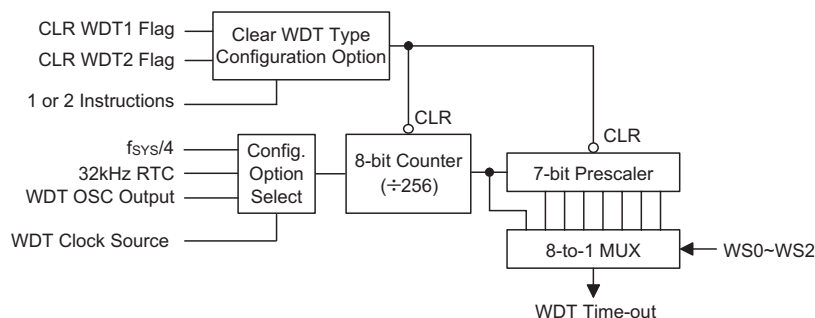 CLR WDT1 Flag
CLR WDT2 Flag
1 or 2 Instructions
Clear WDT Type
Configuration Option
CLR
CLR
fSYS/4
32kHz RTC
WDT OSC Output
WDT Clock Source
Config.
Option
Select
8-bit Counter
(÷256)
7-bit Prescaler
8-to-1 MUX
WS0~WS2
WDT Time-out